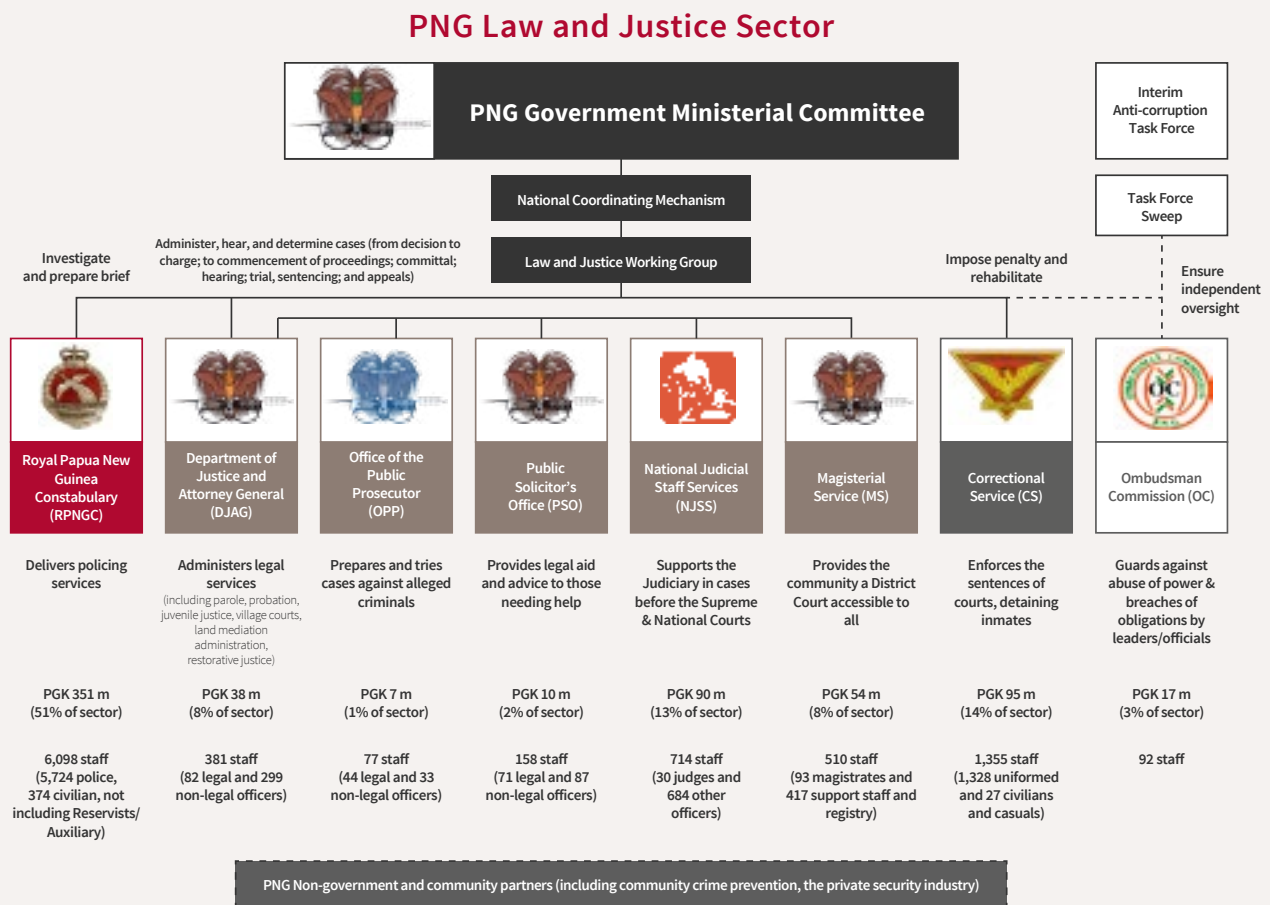 PNG Law and Justice Sector
PNG Government Ministerial Committee
Interim
Anti-corruption
Task Force
National Coordinating Mechanism
Task Force
Sweep
Law and Justice Working Group
Investigate
and prepare brief
Administer, hear, and determine cases (from decision to
charge; to commencement of proceedings; committal;
hearing; trial, sentencing; and appeals)
Impose penalty and
rehabilitate
Ensure
independent
oversight
Royal Papua New
Guinea
Constabulary
(RPNGC)
Department of
Justice and
Attorney General
(DJAG)
Office of the
Public
Prosecutor
(OPP)
Public
Solicitor's
Office (PSO)
National Judicial
Staff Services
(NJSS)
Magisterial
Service (MS)
Correctional
Service (CS)
OC
Ombudsman
Commission (OC)
Delivers policing
services
Administers legal
services
(including parole, probation,
juvenile justice, village courts,
land mediation
administration,
restorative justice)
Prepares and tries
cases against alleged
criminals
Provides legal aid
and advice to those
needing help
Supports the
Judiciary in cases
before the Supreme
& National Courts
Provides the
community a District
Court accessible to
all
Enforces the
sentences of
courts, detaining
inmates
Guards against
abuse of power &
breaches of
obligations by
leaders/officials
PGK 351 m
(51% of sector)
PGK 38 m
(8% of sector)
PGK 7 m
(1% of sector)
PGK 10 m
(2% of sector)
PGK 90 m
(13% of sector)
PGK 54 m
(8% of sector)
PGK 95 m
(14% of sector)
PGK 17 m
(3% of sector)
6,098 staff
(5,724 police,
374 civilian, not
including Reservists/
Auxiliary)
381 staff
(82 legal and 299
non-legal officers)
77 staff
(44 legal and 33
non-legal officers)
158 staff
(71 legal and 87
non-legal officers)
714 staff
(30 judges and
684 other
officers)
510 staff
(93 magistrates and
417 support staff and
registry)
1,355 staff
(1,328 uniformed
and 27 civilians
and casuals)
92 staff
PNG Non-government and community partners (including community crime prevention, the private security industry)